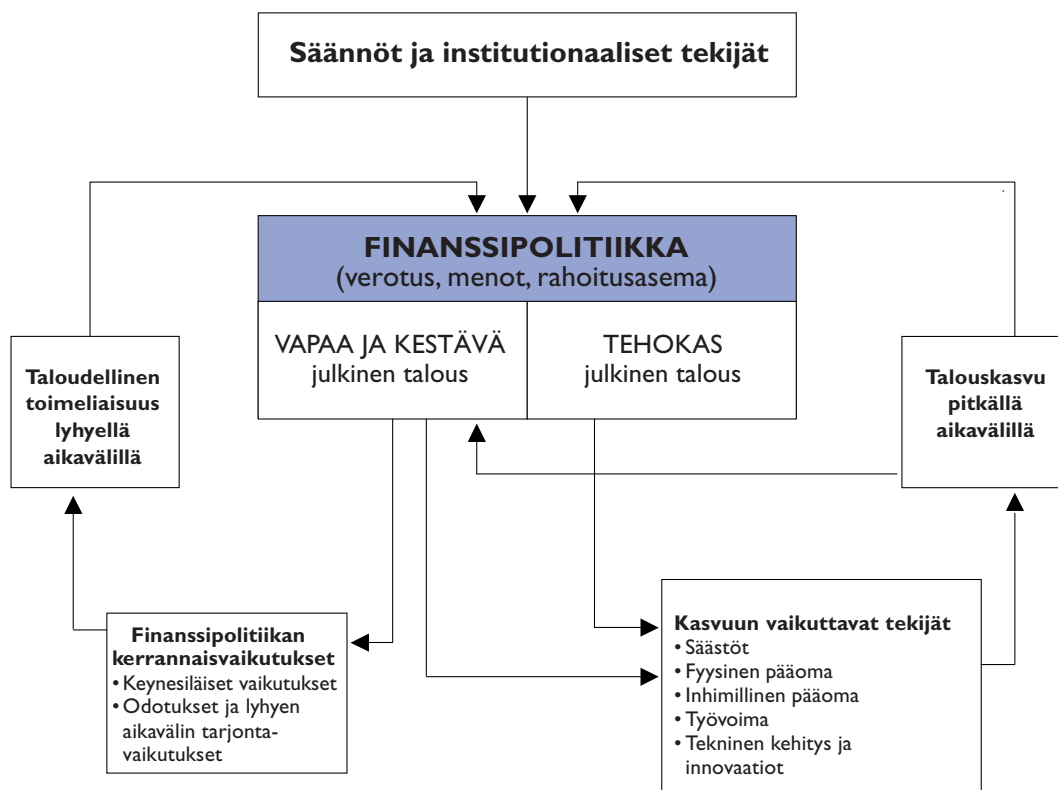 Säännöt ja institutionaaliset tekijät
FINANSSIPOLITIIKKA
(verotus, menot, rahoitusasema)
VAPAA JA KESTÄVÄ
julkinen talous
TEHOKAS
julkinen talous
Taloudellinen
toimeliaisuus
lyhyellä
aikavälillä
Talouskasvu
pitkällä
aikavälillä
Finanssipolitiikan
kerrannaisvaikutukset
• Keynesiläiset vaikutukset
• Odotukset ja lyhyen
aikavälin tarjonta-
vaikutukset
Kasvuun vaikuttavat tekijät
• Säästöt
• Fyysinen pääoma
• Inhimillinen pääoma
• Työvoima
• Tekninen kehitys ja
innovaatiot